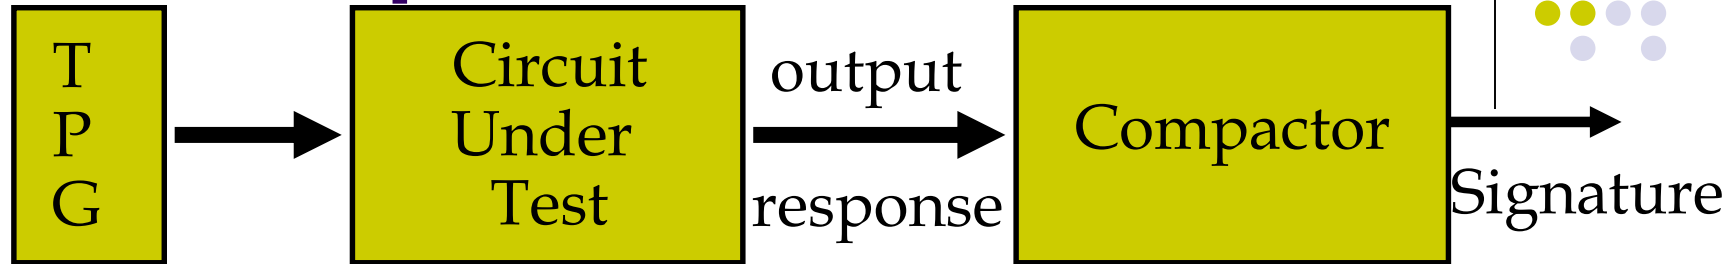 T
P
G
Circuit
Under
Test
output
response
Compactor
Signature